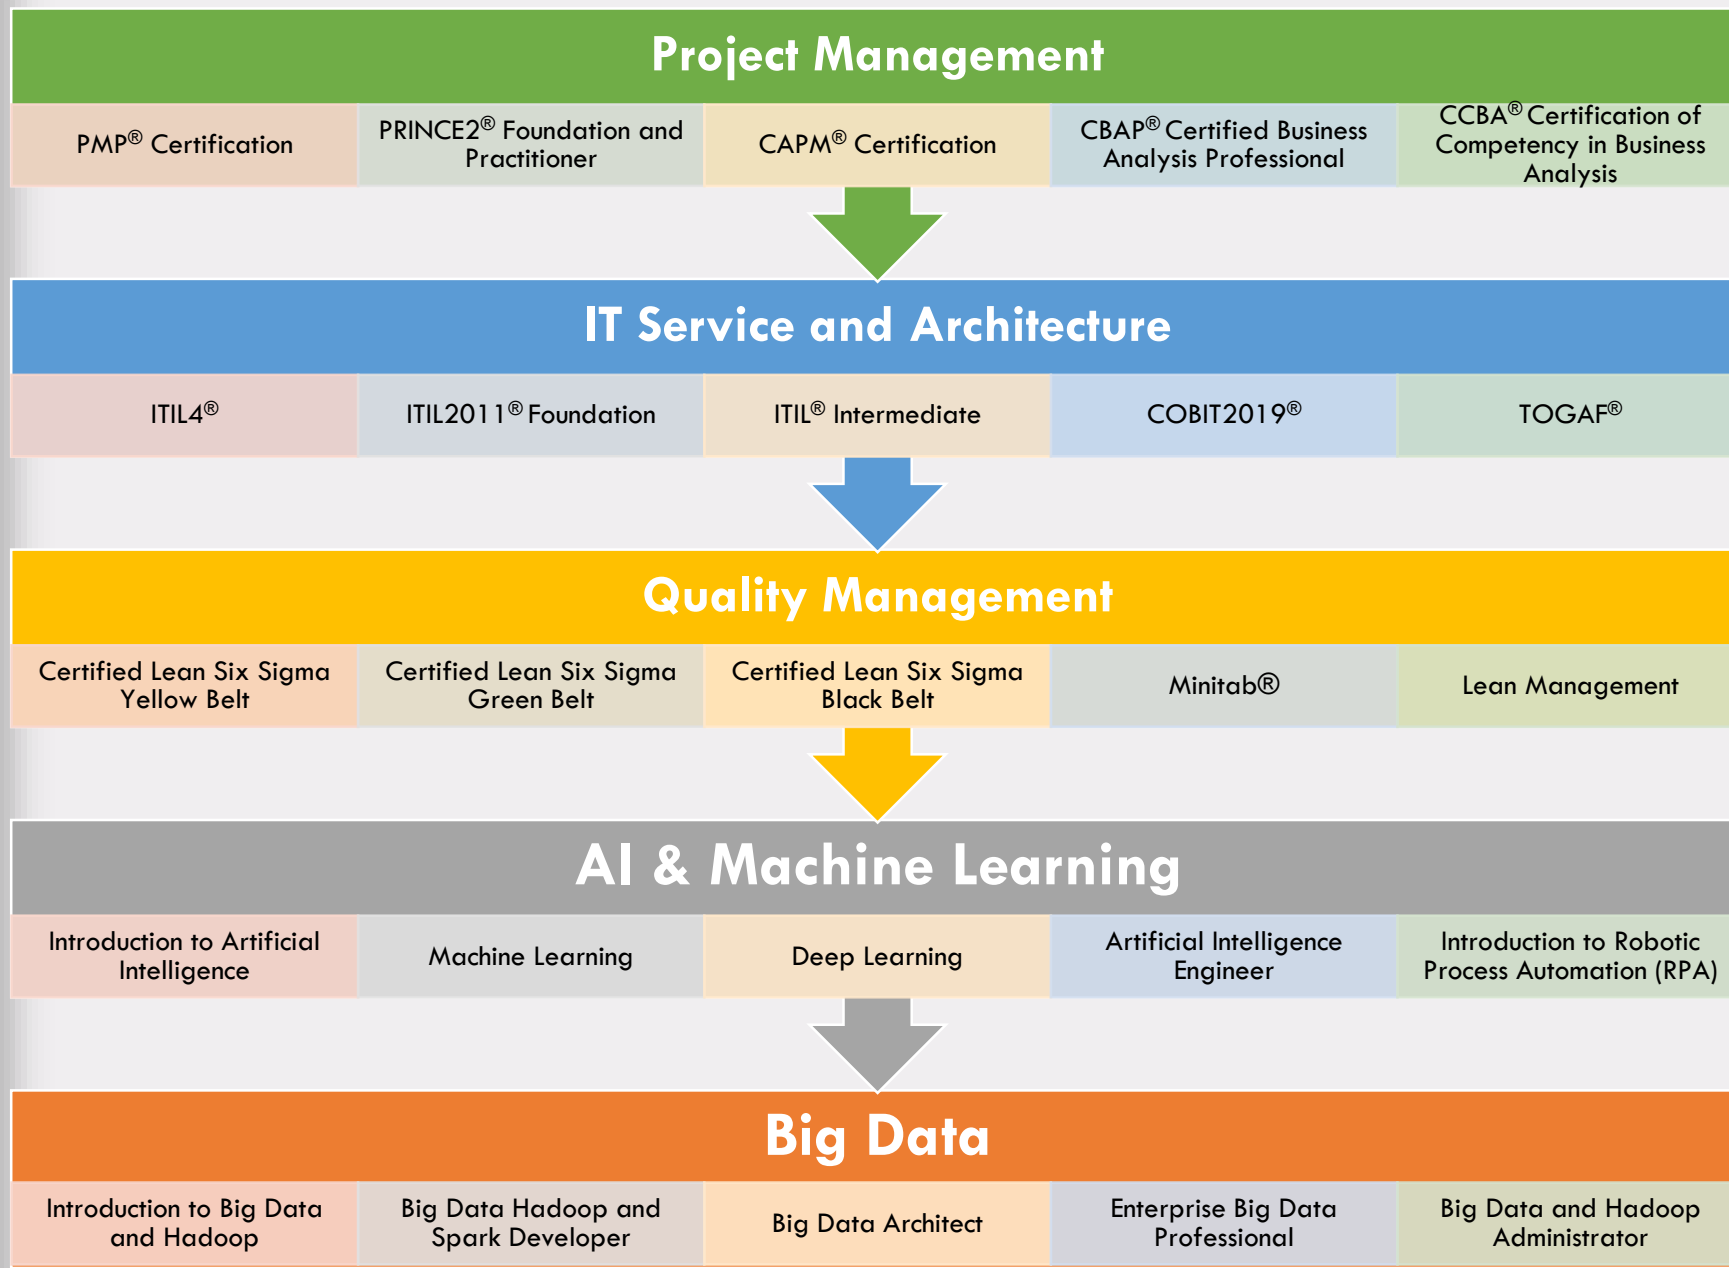 Project Management
PMP® Certification
PRINCE2® Foundation and
Practitioner
CAPM® Certification
CBAP® Certified Business
Analysis Professional
CCBA® Certification of
Competency in Business
Analysis
IT Service and Architecture
ITIL4®
ITIL2011® Foundation
ITIL® Intermediate
COBIT2019®
TOGAF®
Quality Management
Certified Lean Six Sigma
Yellow Belt
Certified Lean Six Sigma
Green Belt
Certified Lean Six Sigma
Black Belt
Minitab®
Lean Management
AI & Machine Learning
Introduction to Artificial
Intelligence
Machine Learning
Deep Learning
Artificial Intelligence
Engineer
Introduction to Robotic
Process Automation (RPA)
Big Data
Introduction to Big Data
and Hadoop
Big Data Hadoop and
Spark Developer
Big Data Architect
Enterprise Big Data
Professional
Big Data and Hadoop
Administrator